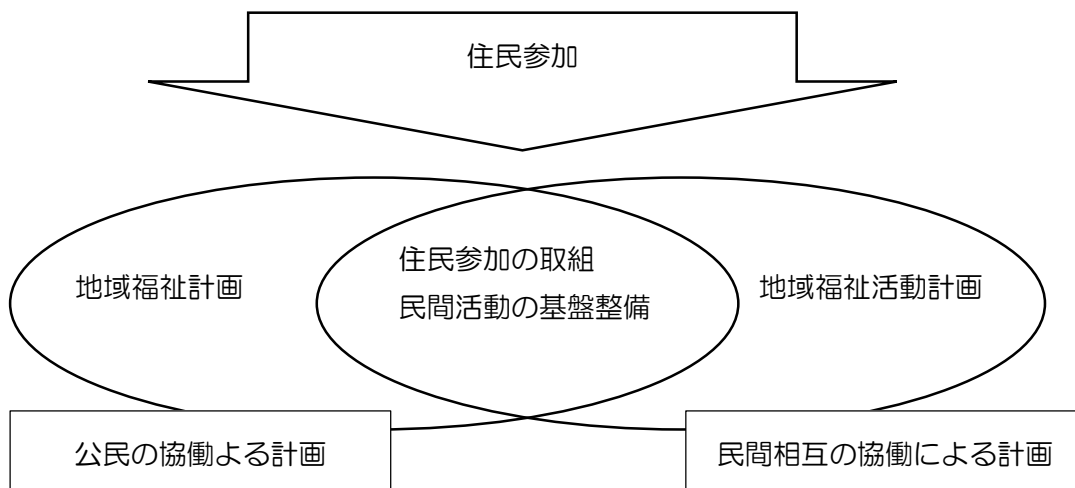 住民参加
地域福祉計画
住民参加の取組
民間活動の基盤整備
地域福祉活動計画
公民の協働よる計画
民間相互の協働による計画